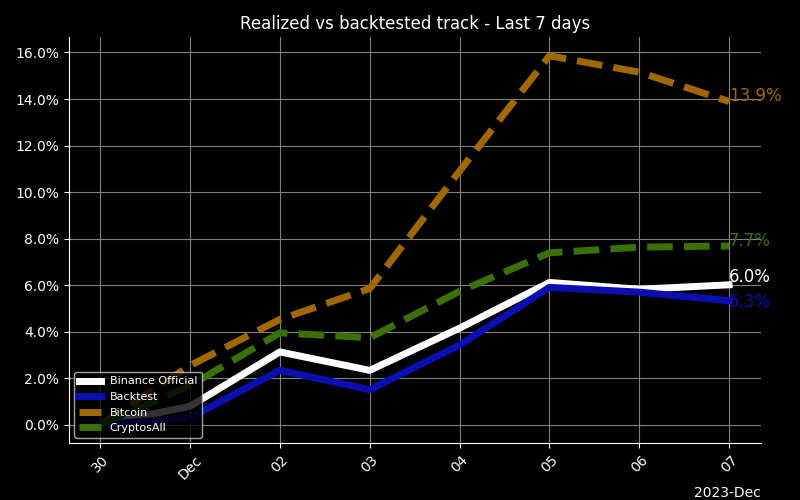 Realized vs backtested track - Last 7 days
16.0%
14.0%
12.0%
10.0%
8.0%
6.0%
4.0%
2.0%
0.0%
13.9%
7.7%
6.0%
5.3%
Binance Official
Backtest
Bitcoin
CryptosAll
30
Dec
02
03
04
05
06
07
2023-Dec